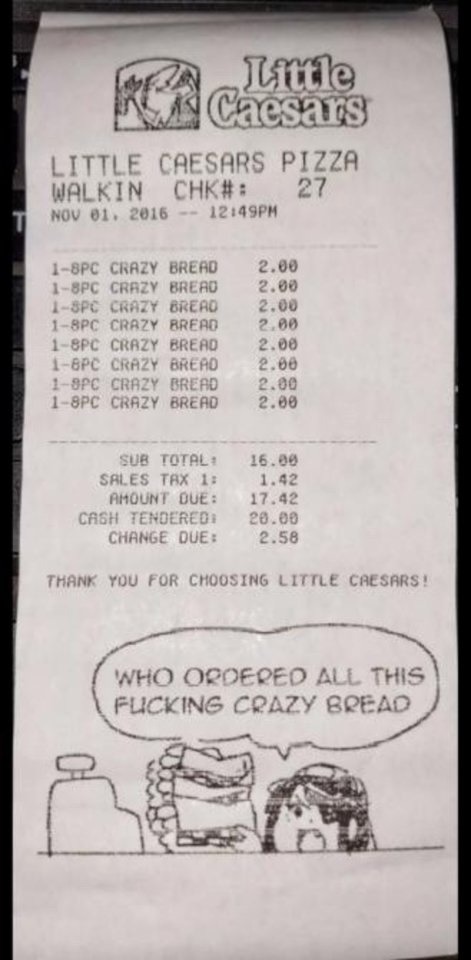 Little
Caesars
LITTLE CAESARS PIZZA
WALKIN CHK#: 27
NOV 01, 2016 -- 12:49PM
1-8PC CRAZY BREAD 2.00
1-8PC CRAZY BREAD 2.00
1-8PC CRAZY BREAD 2.00
1-8PC CRAZY BREAD 2.00
1-8PC CRAZY BREAD 2.00
1-8PC CRAZY BREAD 2.00
1-8PC CRAZY BREAD 2.00
1-8PC CRAZY BREAD 2.00
SUB TOTAL: 16.00
SALES TAX 1: 1.42
AMOUNT DUE: 17.42
CASH TENDERED: 20.00
CHANGE DUE: 2.58
THANK YOU FOR CHOOSING LITTLE CAESARS!
WHO ORDERED ALL THIS
FUCKING CRAZY BREAD